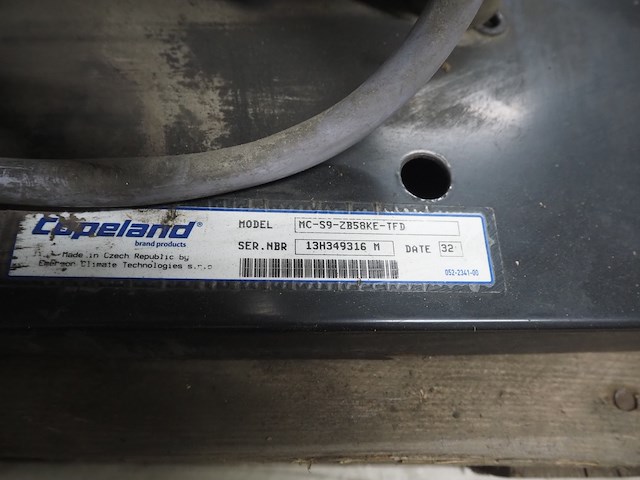 Copeland®
brand products
Made in Czech Republic by
Emerson Climate Technologies s.r.o
MODEL MC-S9-ZB58KE-TFD
SER.NBR 13H349316 M DATE 32
052-2341-00